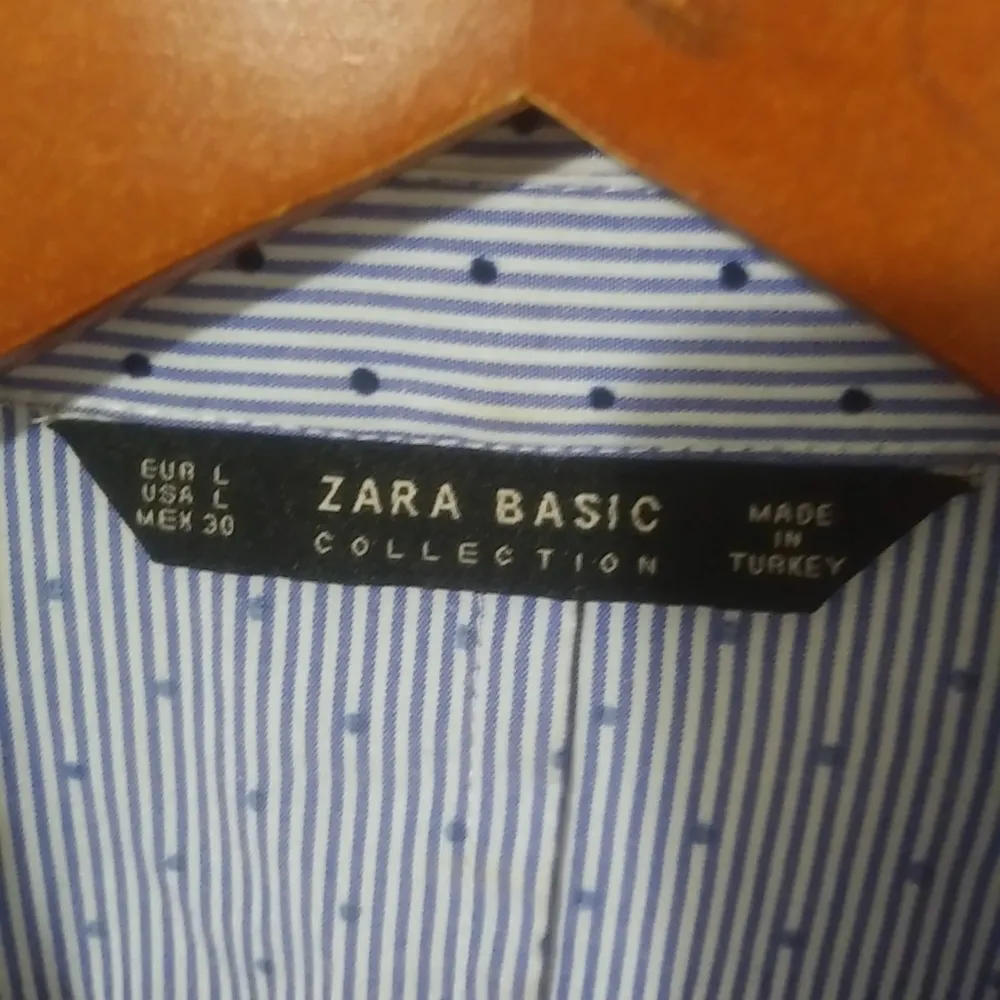 EUR L
USA L
MEX 30
ZARA BASIC
COLLECTION
MADE
IN
TURKEY